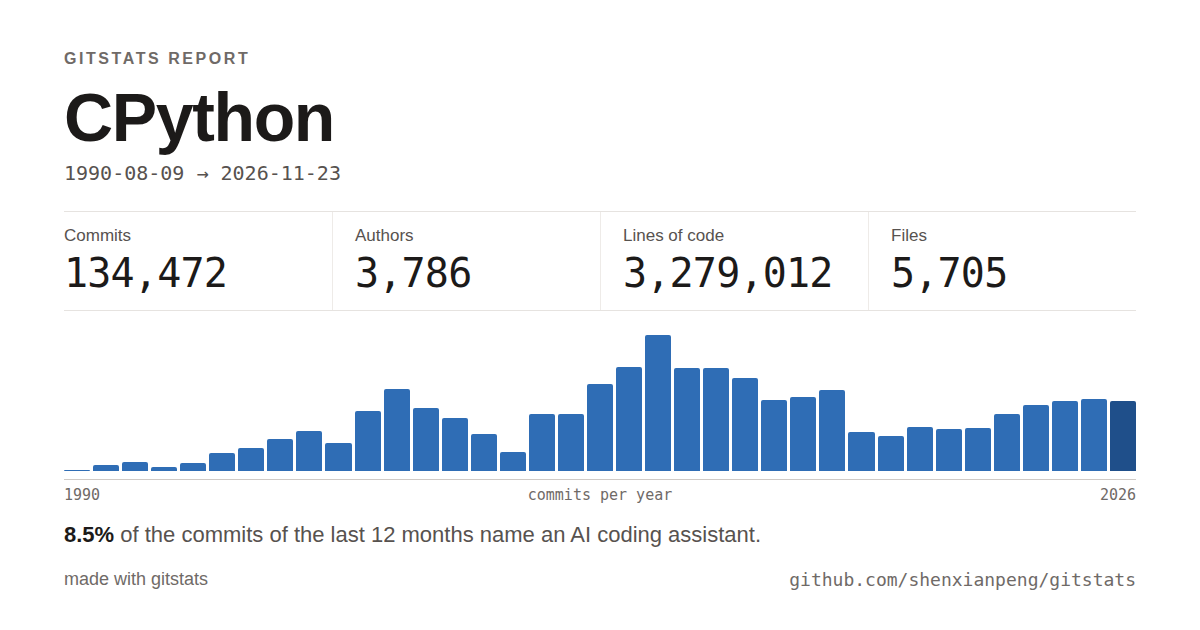 GITSTATS REPORT
CPython
1990-08-09 → 2026-11-23
Commits Authors Lines of code Files
134,472 3,786 3,279,012 5,705
1990 commits per year 2026
8.5% of the commits of the last 12 months name an AI coding assistant.
made with gitstats github.com/shenxianpeng/gitstats